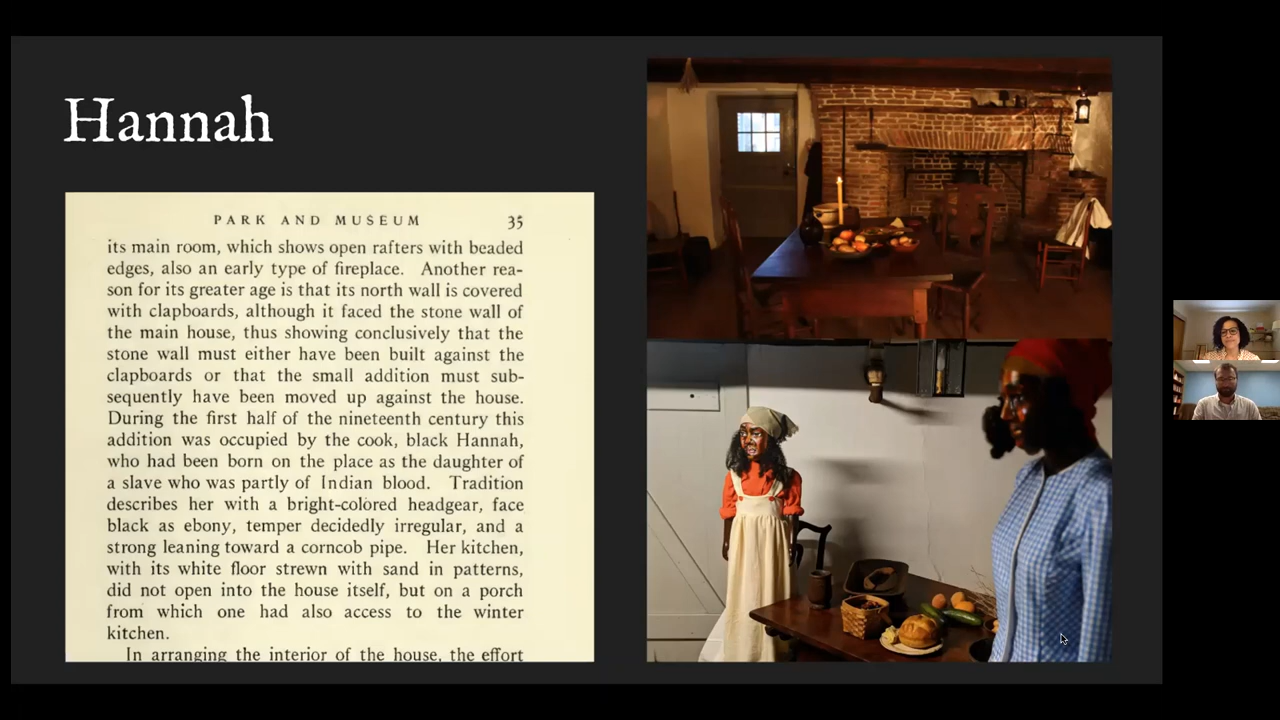 Hannah
PARK AND MUSEUM 35
its main room, which shows open rafters with beaded
edges, also an early type of fireplace. Another rea-
son for its greater age is that its north wall is covered
with clapboards, although it faced the stone wall of
the main house, thus showing conclusively that the
stone wall must either have been built against the
clapboards or that the small addition must sub-
sequently have been moved up against the house.
During the first half of the nineteenth century this
addition was occupied by the cook, black Hannah,
who had been born on the place as the daughter of
a slave who was partly of Indian blood. Tradition
describes her with a bright-colored headgear, face
black as ebony, temper decidedly irregular, and a
strong leaning toward a corncob pipe. Her kitchen,
with its white floor strewn with sand in patterns,
did not open into the house itself, but on a porch
from which one had also access to the winter
kitchen.
In arranging the interior of the house, the effort